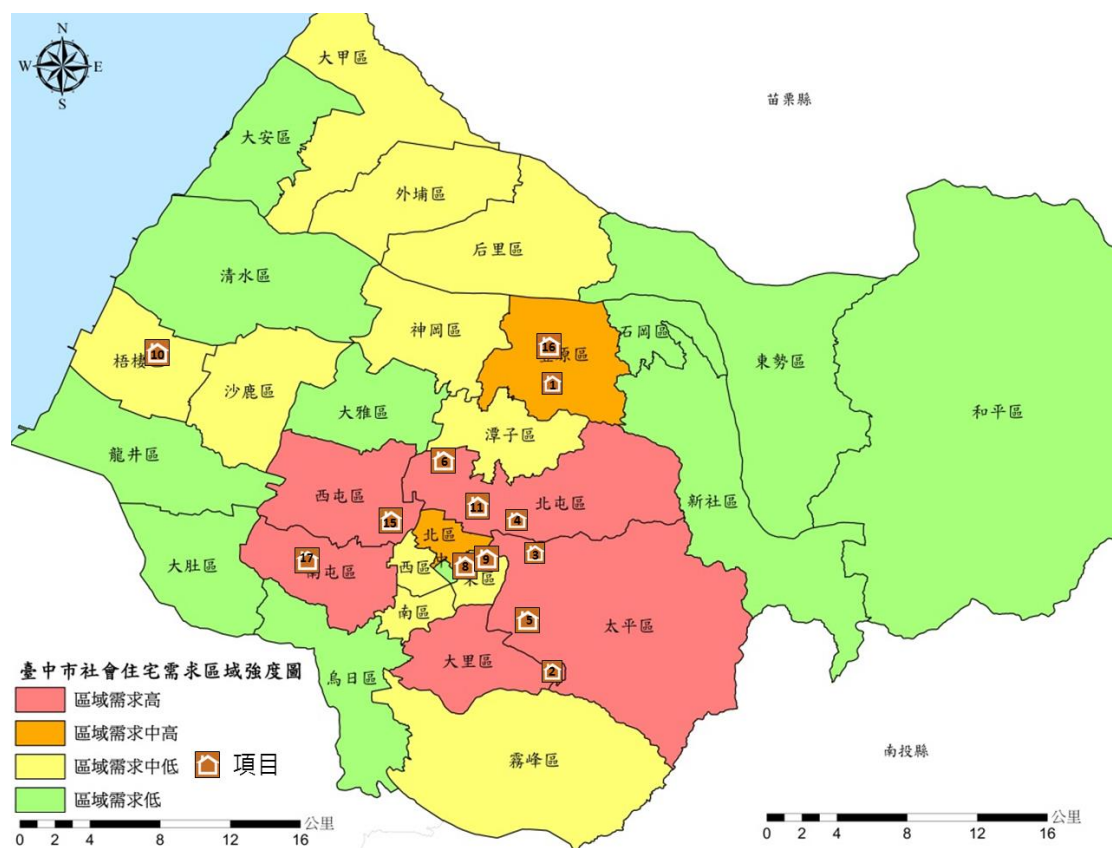 N
W E
S
大甲區
苗栗縣
大安區
外埔區
后里區
清水區
神岡區
石岡區
16
豐原區
10
梧棲
東勢區
1
沙鹿區
大雅區
和平區
潭子區
龍井區
6
西屯區
11
北屯區
新社區
15
4
北區
3
17
南屯區
西區
中
8
9
東區
大肚區
南區
5
太平區
大里區
2
烏日區
臺中市社會住宅需求區域強度圖
區域需求高
區域需求中高
區域需求中低
項目
區域需求低
霧峰區
南投縣
公里
0 2 4 8 12 16
公里
0 2 4 8 12 16